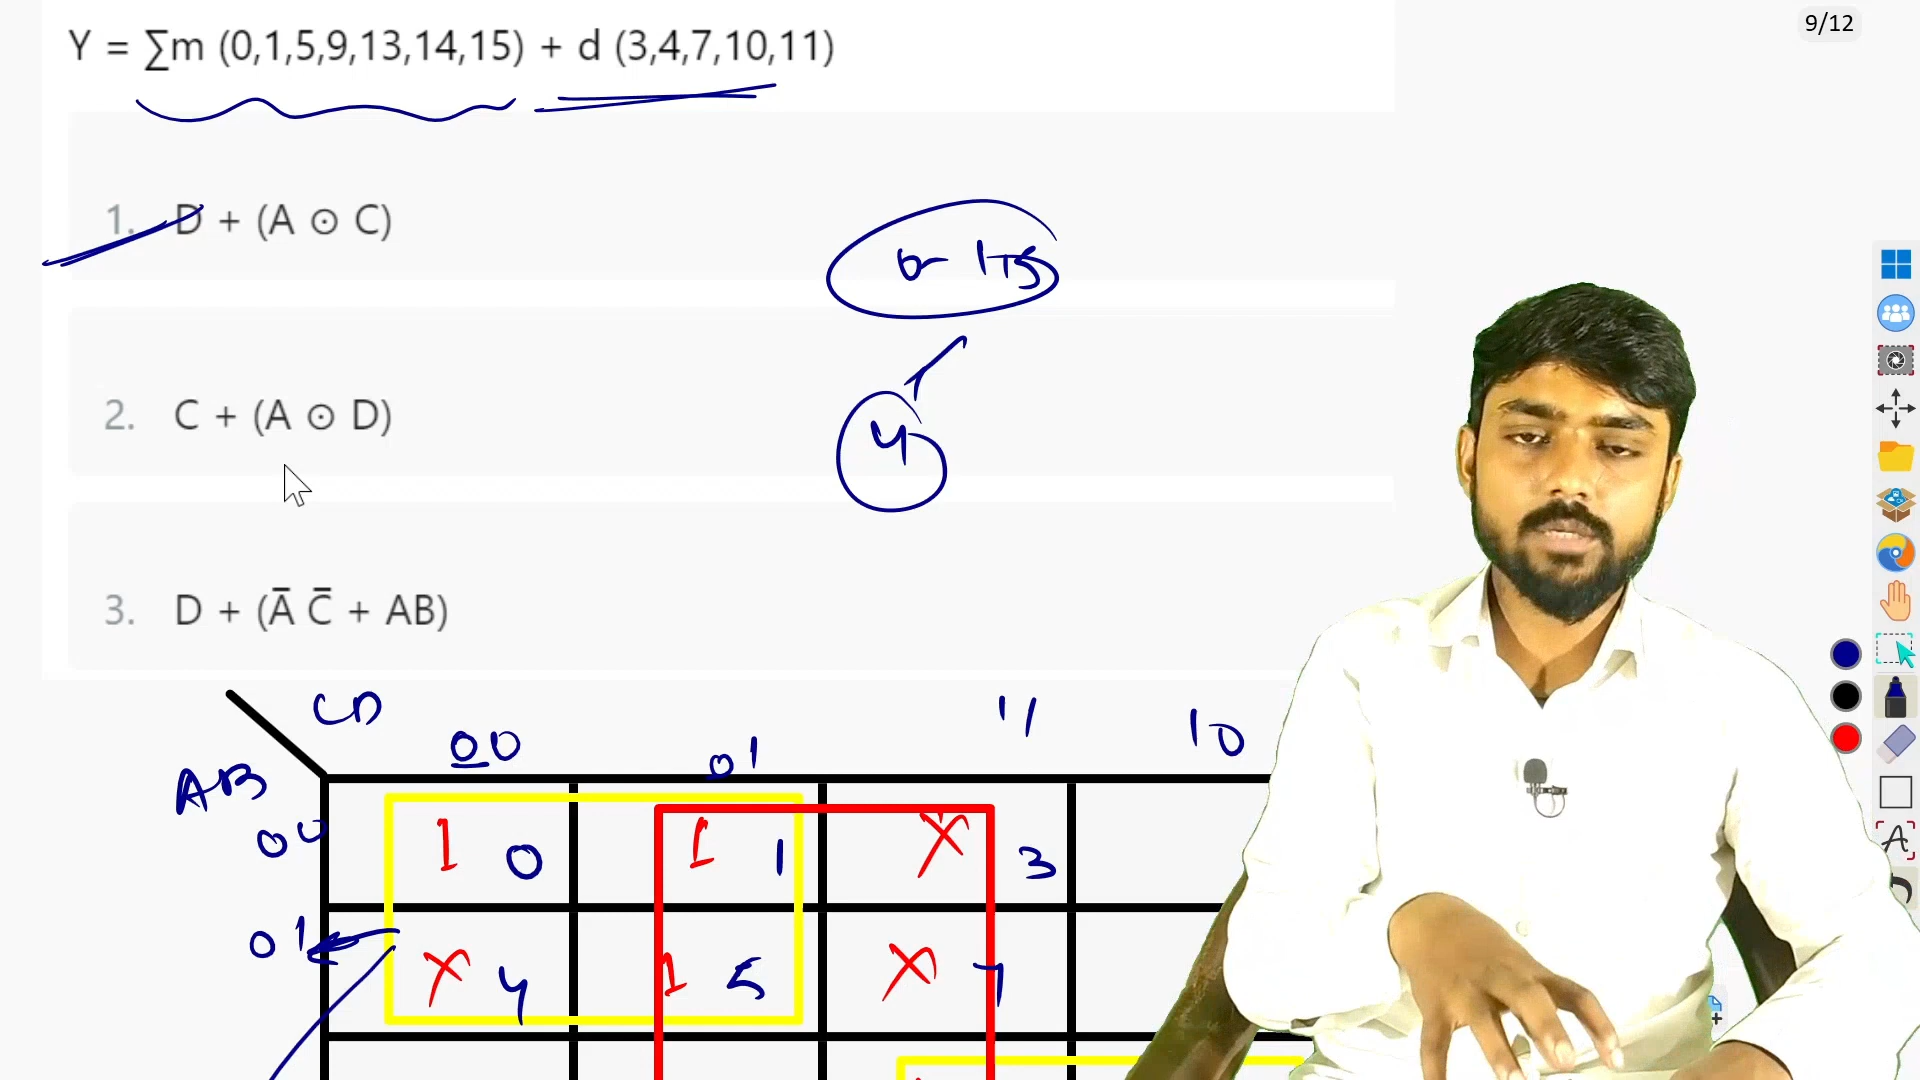 9/12
Y = ∑m (0,1,5,9,13,14,15) + d (3,4,7,10,11)
1. D + (A ⊙ C)
0-15
4
2. C + (A ⊙ D)
3. D + (Ā C̄ + AB)
CD
00 01 11 10
AB
00 1 0 1 1 X 3
01 X 4 1 5 X 7